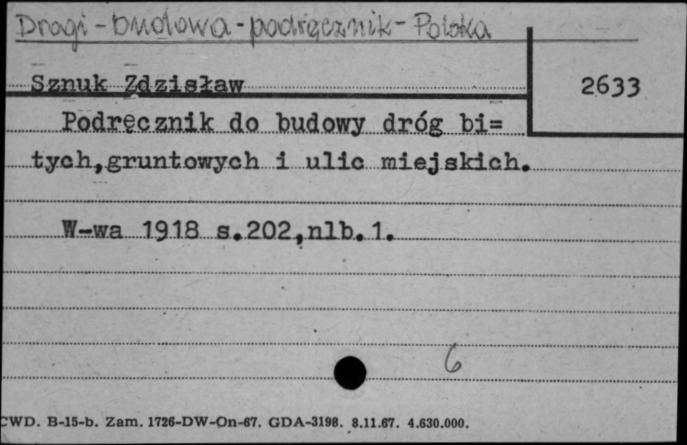 Drogi - budowa - podręcznik - Polska
Sznuk Zdzisław
2633
Podręcznik do budowy dróg bi=
tych,gruntowych i ulic miejskich.
W-wa 1918 s.202,nlb.1.
6
CWD. B-15-b. Zam. 1726-DW-On-67. GDA-3198. 8.11.67. 4.630.000.